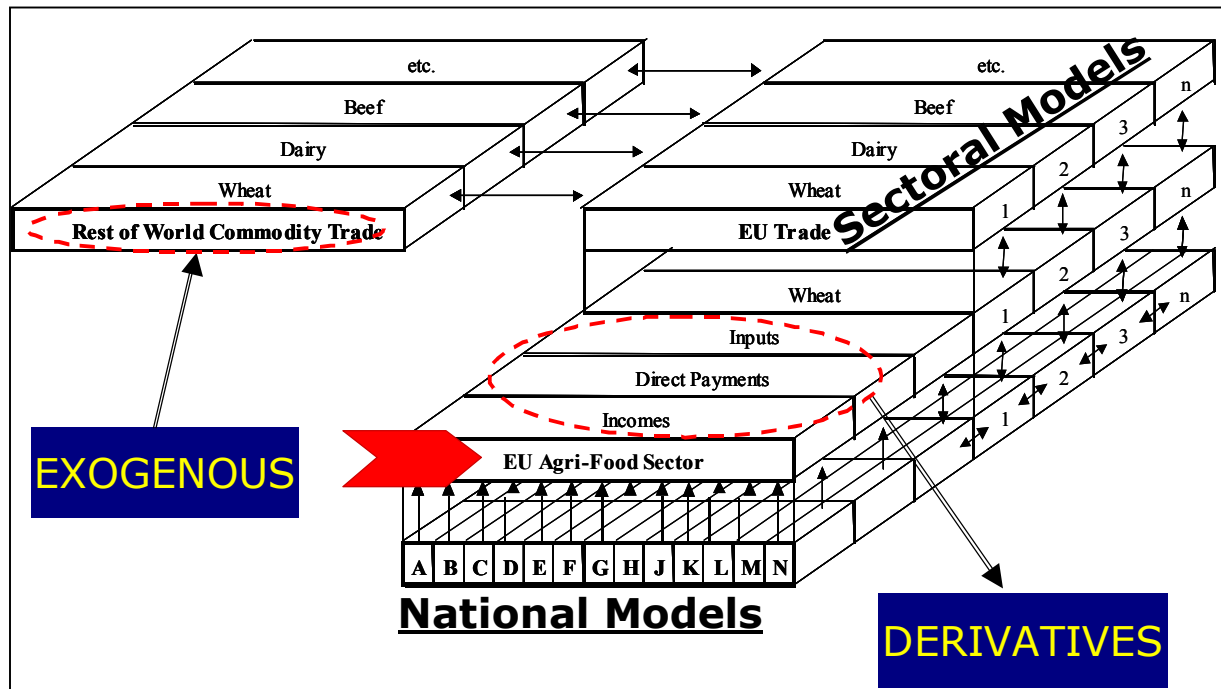 etc.
Beef
Dairy
Wheat
Rest of World Commodity Trade
etc.
Beef
Dairy
Wheat
EU Trade
Sectoral Models
n
3
2
1
n
3
2
1
n
3
2
1
Wheat
Inputs
Direct Payments
Incomes
EU Agri-Food Sector
EXOGENOUS
A B C D E F G H J K L M N
National Models
DERIVATIVES